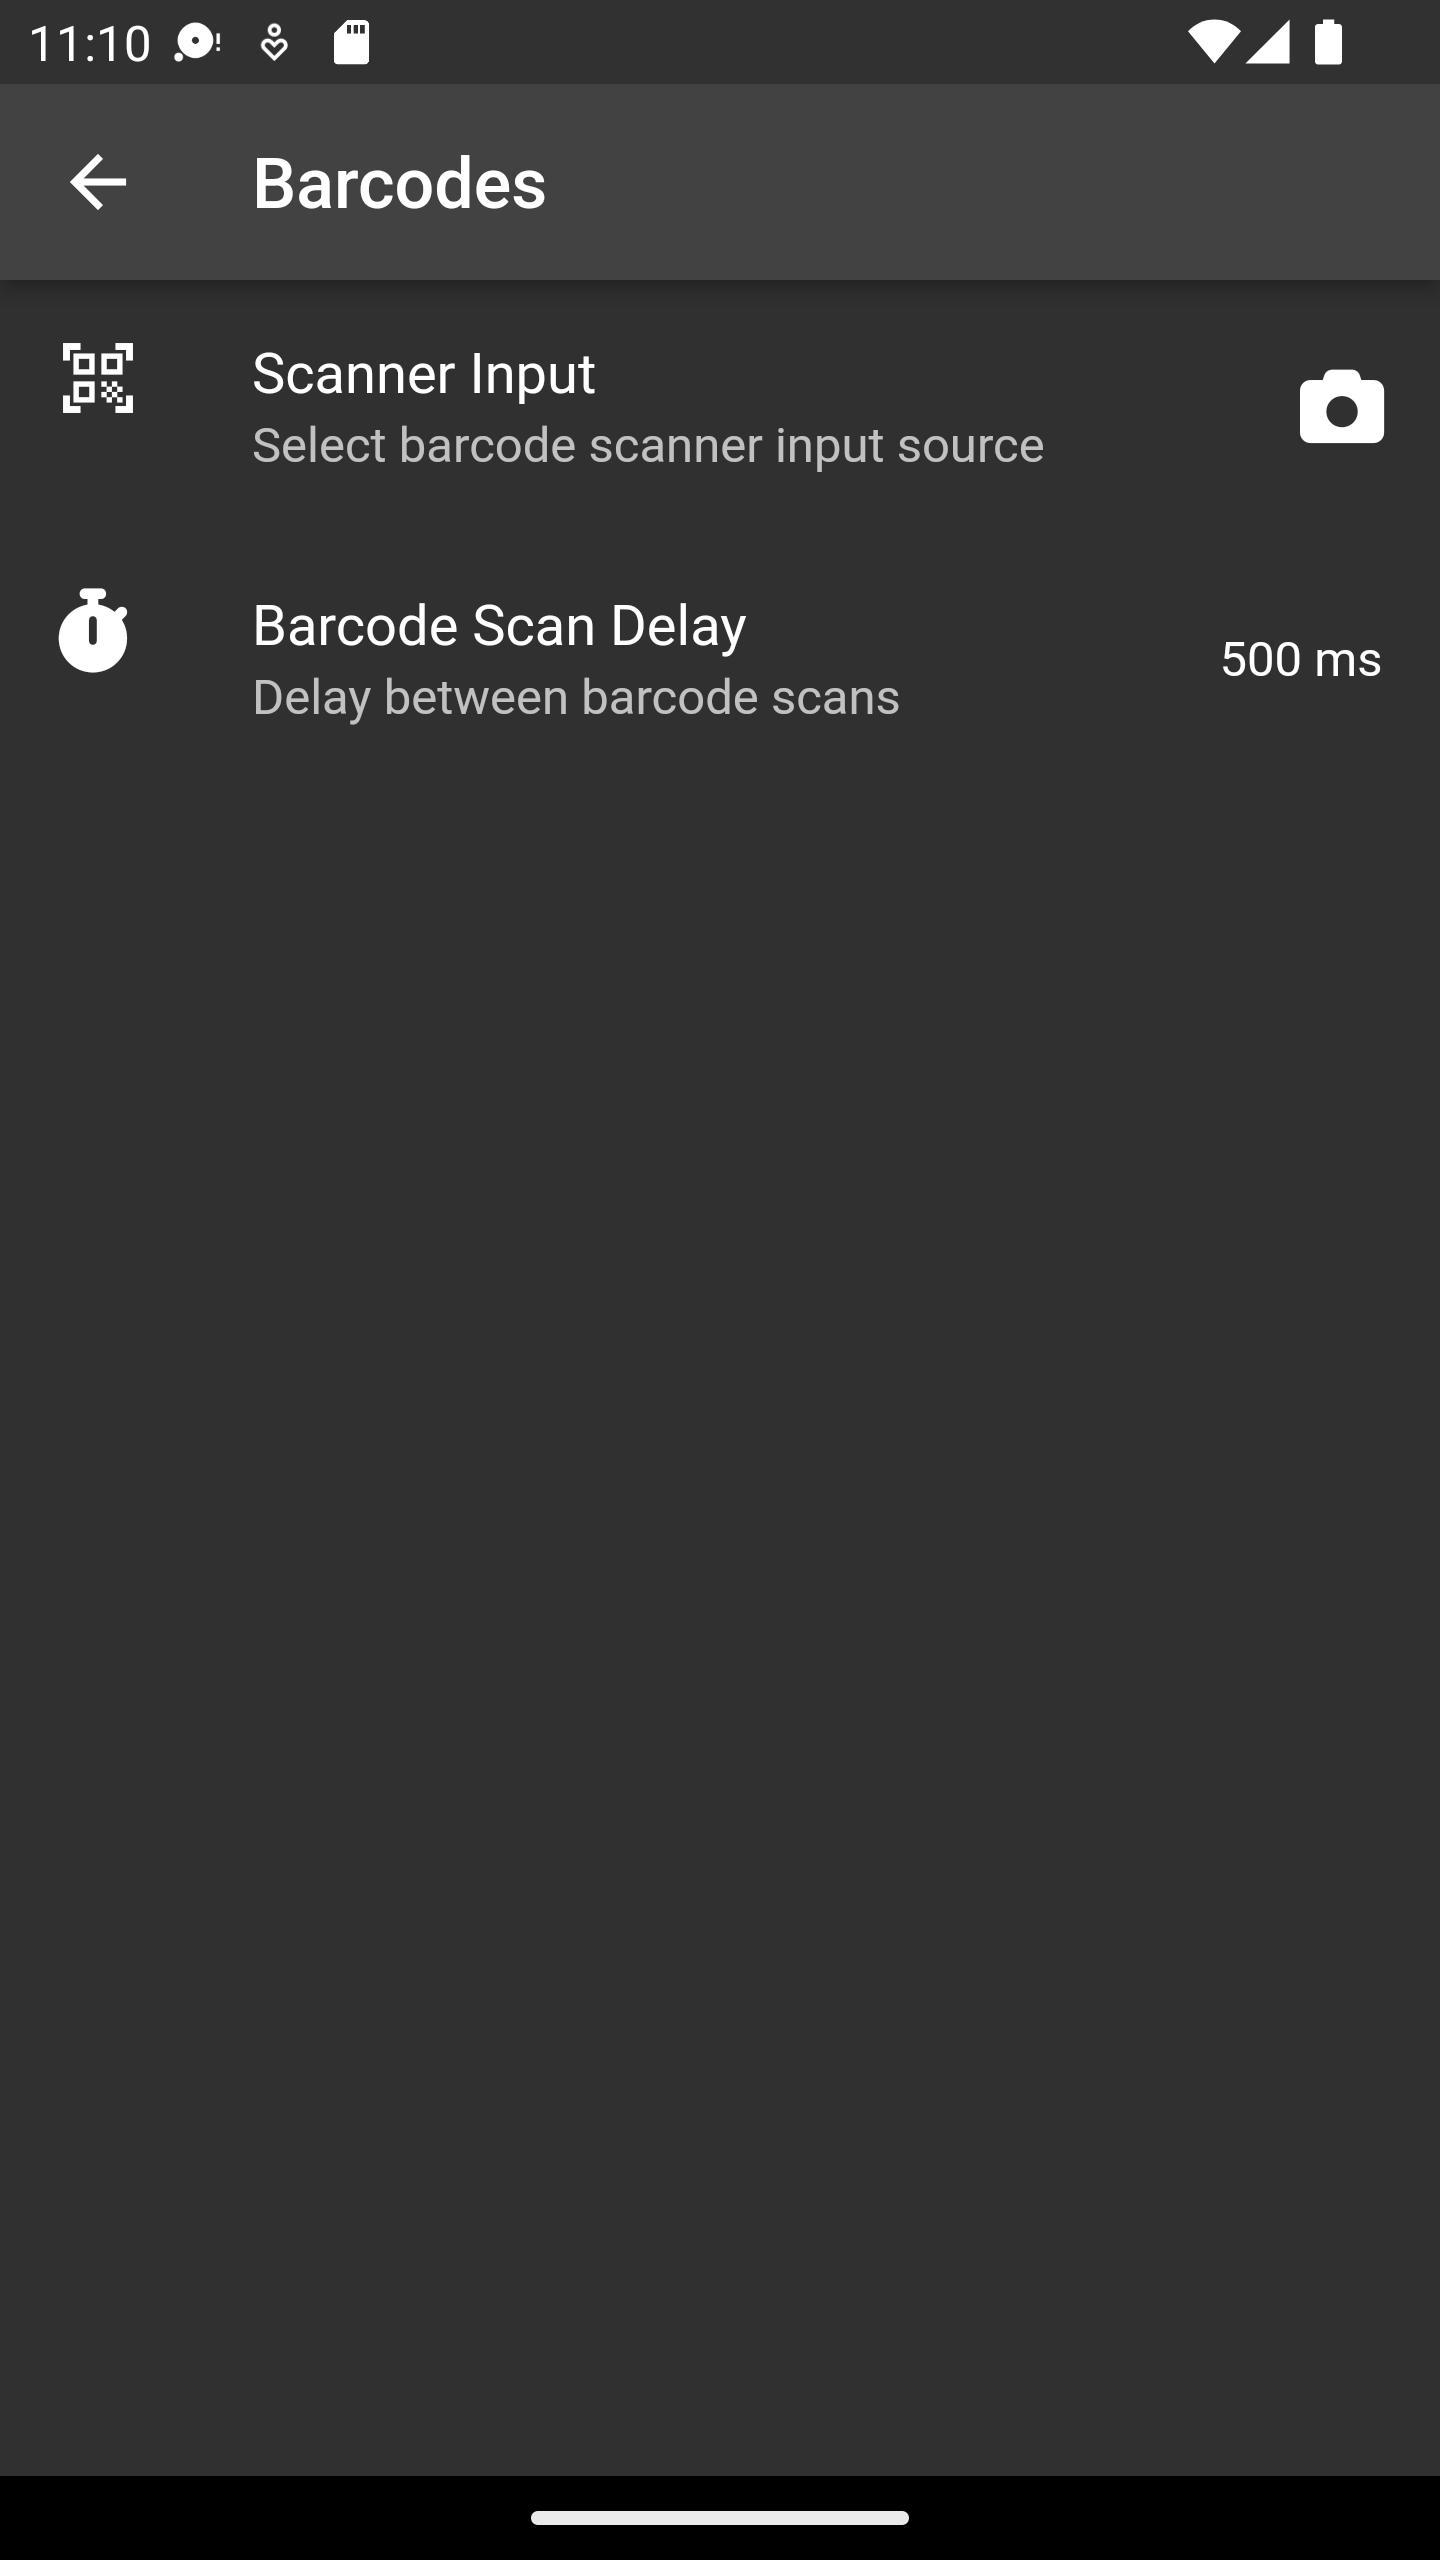 11:10
Barcodes
Scanner Input
Select barcode scanner input source
Barcode Scan Delay
Delay between barcode scans
500 ms